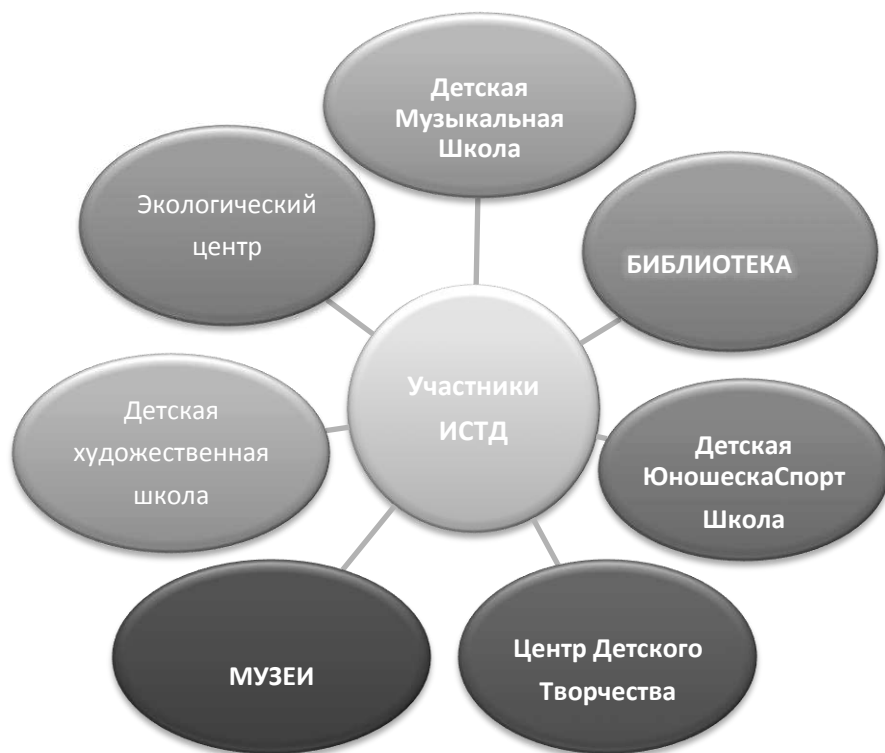 Детская
Музыкальная
Школа
Экологический
центр
БИБЛИОТЕКА
Участники
ИСТД
Детская
художественная
школа
Детская
ЮношескаСпорт
Школа
МУЗЕИ
Центр Детского
Творчества